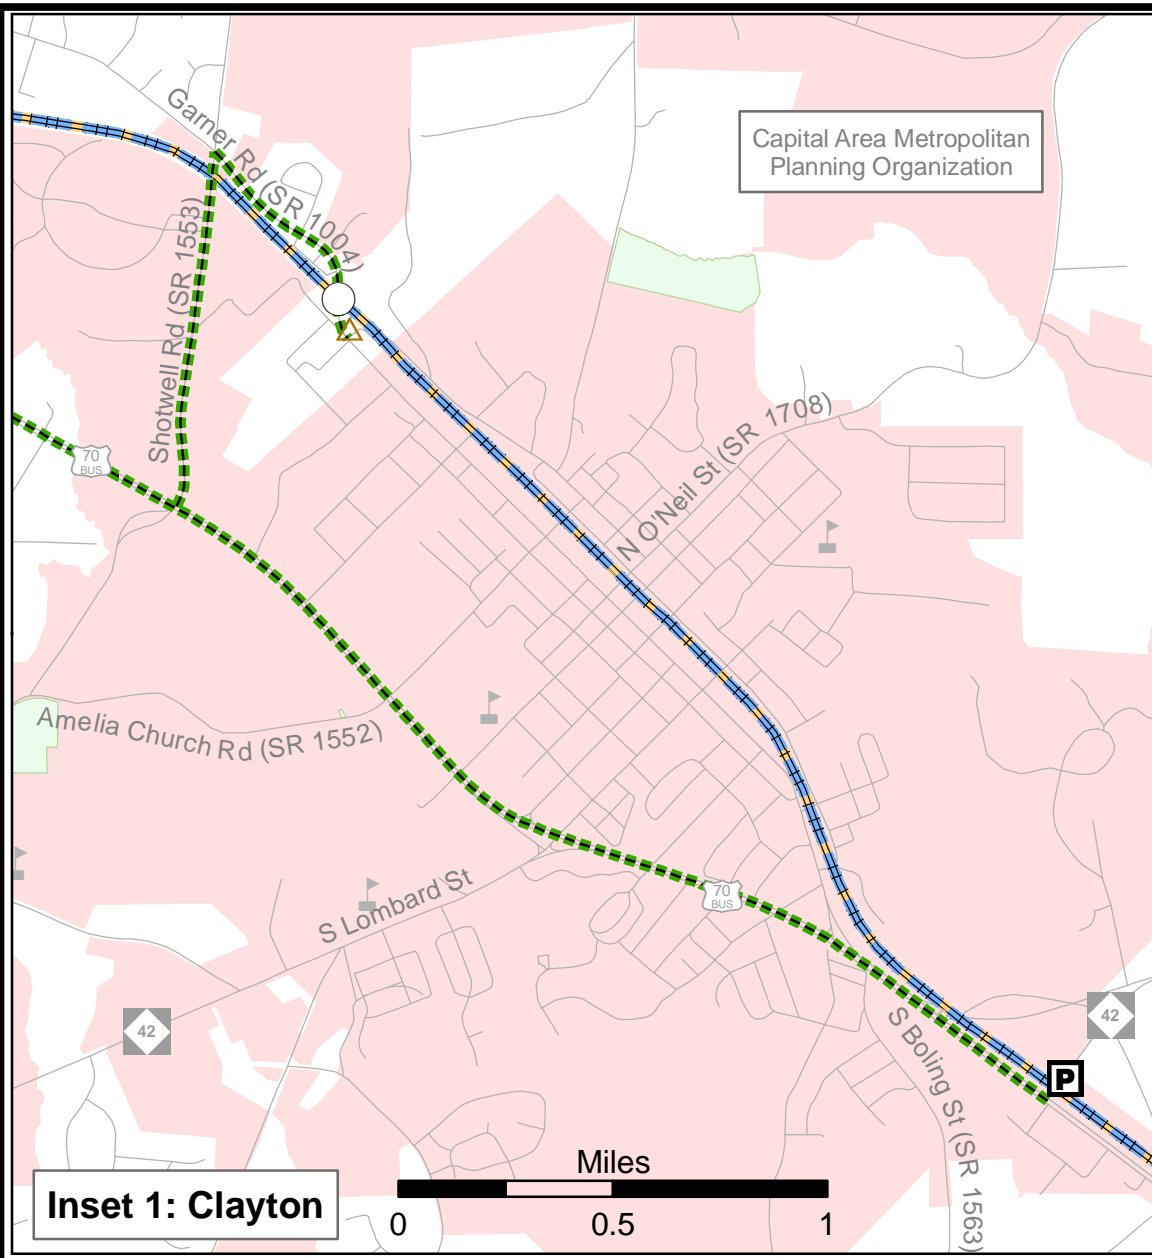 Garner Rd (SR 1004)
Capital Area Metropolitan
Planning Organization
Shotwell Rd (SR 1553)
N O'Neil St (SR 1708)
70
BUS
Amelia Church Rd (SR 1552)
S Lombard St
70
BUS
42
42
S Boling St (SR 1563)
P
Miles
Inset 1: Clayton
0 0.5 1